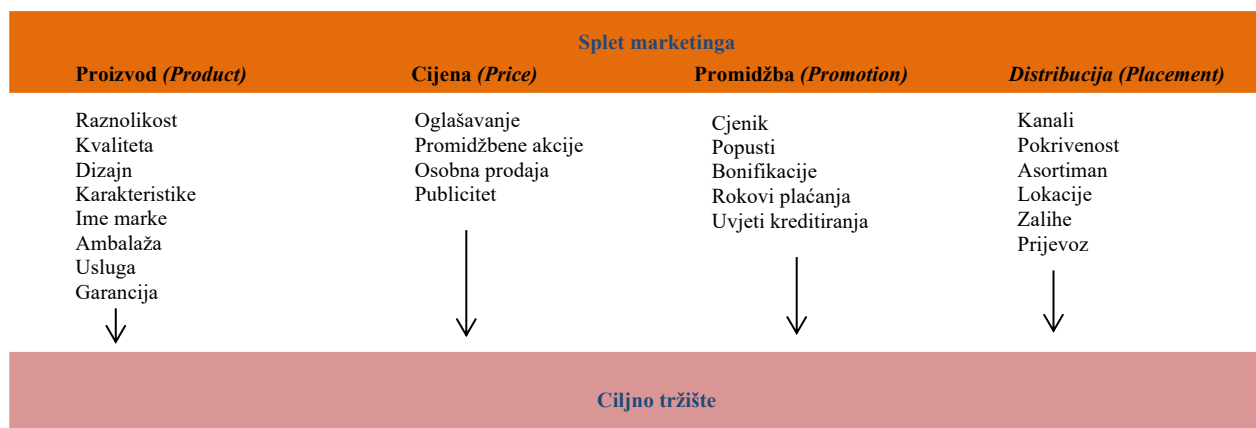 Splet marketinga
Proizvod (Product)
Cijena (Price)
Promidžba (Promotion)
Distribucija (Placement)
Raznolikost
Kvaliteta
Dizajn
Karakteristike
Ime marke
Ambalaža
Usluga
Garancija
Oglašavanje
Promidžbene akcije
Osobna prodaja
Publicitet
Cjenik
Popusti
Bonifikacije
Rokovi plaćanja
Uvjeti kreditiranja
Kanali
Pokrivenost
Asortiman
Lokacije
Zalihe
Prijevoz
Ciljno tržište